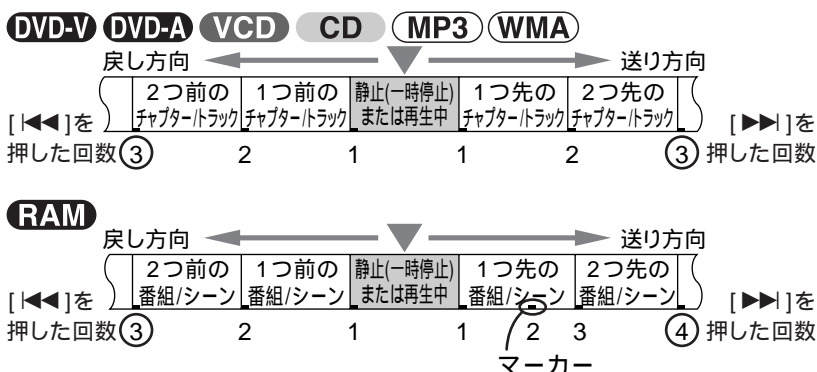 DVD-V DVD-A VCD CD MP3 WMA
戻し方向 送り方向
2つ前の チャプター/トラック 1つ前の チャプター/トラック 静止(一時停止) または再生中 1つ先の チャプター/トラック 2つ先の チャプター/トラック
[⏮]を [⏭]を
押した回数 ③ 2 1 1 2 ③ 押した回数
RAM
戻し方向 送り方向
2つ前の 番組/シーン 1つ前の 番組/シーン 静止(一時停止) または再生中 1つ先の 番組/シーン 2つ先の 番組/シーン
[⏮]を [⏭]を
押した回数 ③ 2 1 1 2 3 ④ 押した回数
マーカー